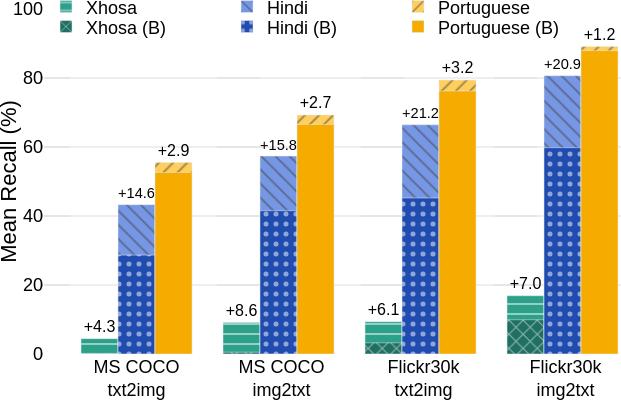 100
Xhosa Hindi Portuguese
Xhosa (B) Hindi (B) Portuguese (B)
Mean Recall (%)
80
60
40
20
0
+4.3 +14.6 +2.9
+8.6 +15.8 +2.7
+6.1 +21.2 +3.2
+7.0 +20.9 +1.2
MS COCO MS COCO Flickr30k Flickr30k
txt2img img2txt txt2img img2txt